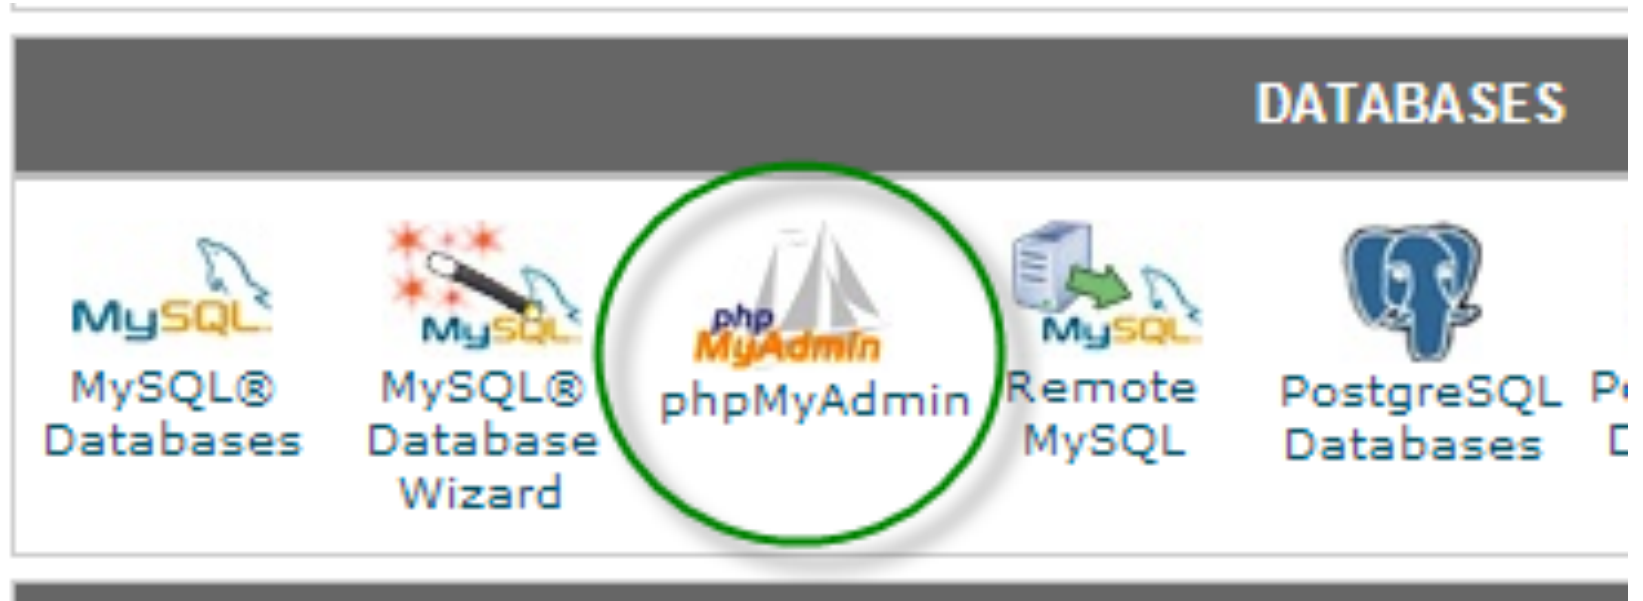 DATABASES
MySQL
MySQL®
Databases
MySQL
MySQL®
Database
Wizard
php
MyAdmin
phpMyAdmin
MySQL
Remote
MySQL
PostgreSQL
Databases